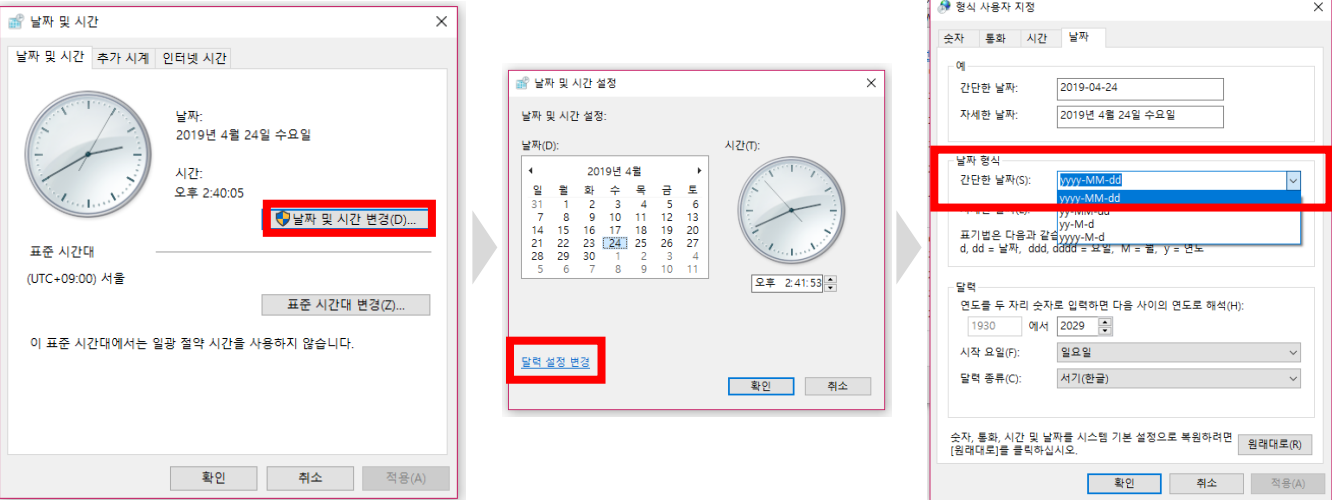 날짜 및 시간
날짜 및 시간 추가 시계 인터넷 시간
날짜:
2019년 4월 24일 수요일
시간:
오후 2:40:05
날짜 및 시간 변경(D)...
표준 시간대
(UTC+09:00) 서울
표준 시간대 변경(Z)...
이 표준 시간대에서는 일광 절약 시간을 사용하지 않습니다.
확인 취소 적용(A)
날짜 및 시간 설정
날짜 및 시간 설정:
날짜(D):
2019년 4월
일 월 화 수 목 금 토
31 1 2 3 4 5 6
7 8 9 10 11 12 13
14 15 16 17 18 19 20
21 22 23 24 25 26 27
28 29 30 1 2 3 4
5 6 7 8 9 10 11
시간(T):
오후 2:41:53
달력 설정 변경
확인 취소
형식 사용자 지정
숫자 통화 시간 날짜
예
간단한 날짜: 2019-04-24
자세한 날짜: 2019년 4월 24일 수요일
날짜 형식
간단한 날짜(S): yyyy-MM-dd
yyyy-MM-dd
yy-MM-dd
yy-M-d
yyyy-M-d
표기법은 다음과 같습
d, dd = 날짜, ddd, dddd = 요일, M = 월, y = 연도
달력
연도를 두 자리 숫자로 입력하면 다음 사이의 연도로 해석(H):
1930 에서 2029
시작 요일(F): 일요일
달력 종류(C): 서기(한글)
숫자, 통화, 시간 및 날짜를 시스템 기본 설정으로 복원하려면
[원래대로]를 클릭하십시오.
원래대로(R)
확인 취소 적용(A)